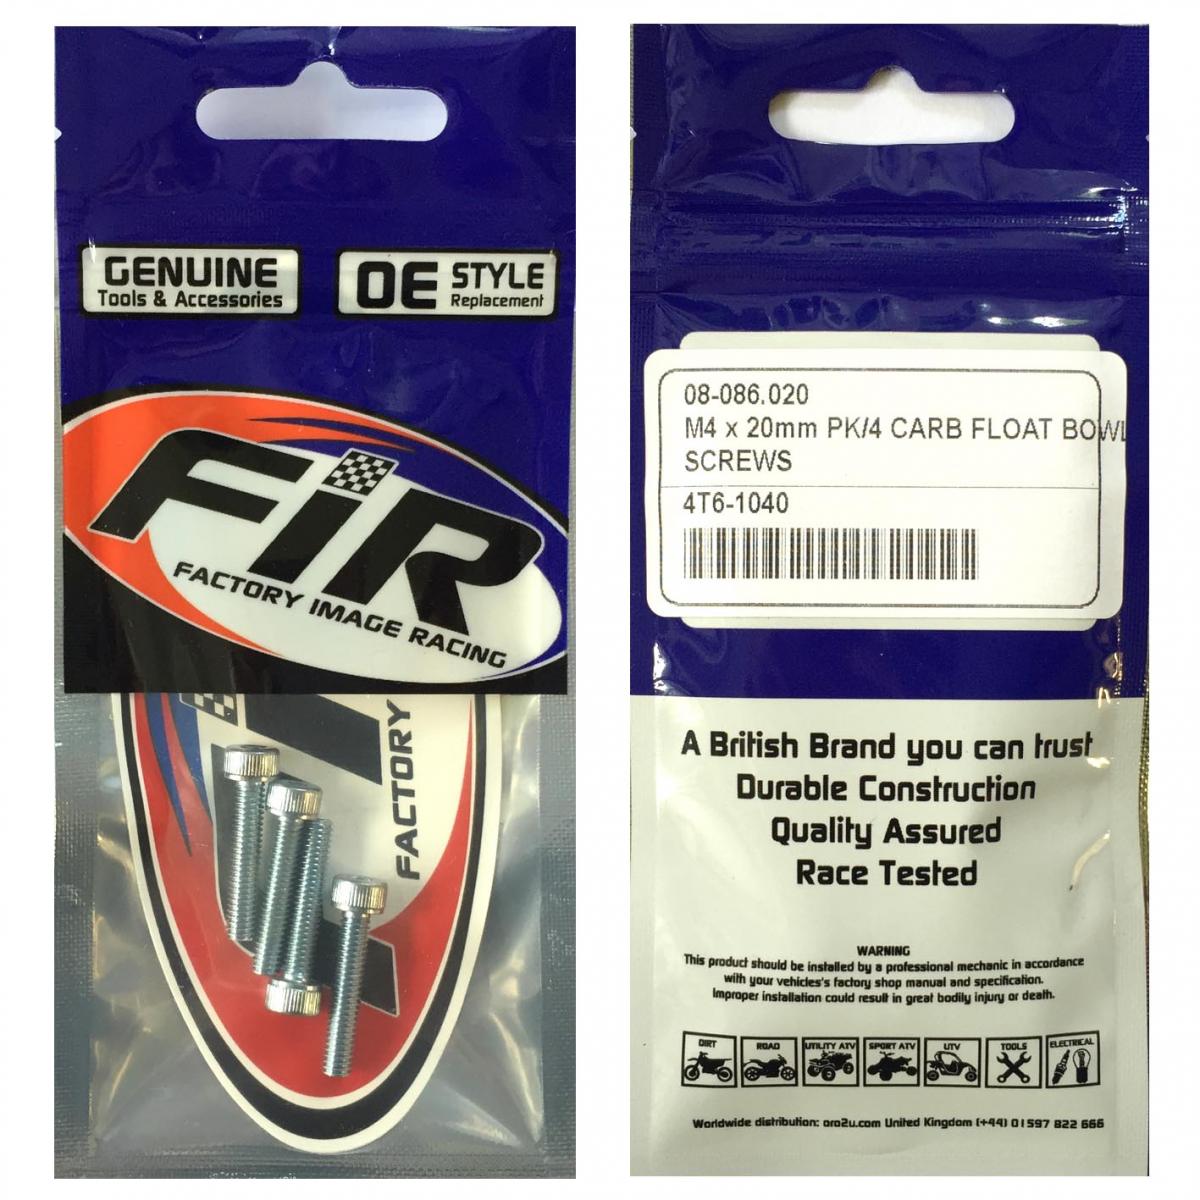 GENUINE
Tools & Accessories
OE STYLE
Replacement
FIR
FACTORY IMAGE RACING
FACTORY
08-086.020
M4 x 20mm PK/4 CARB FLOAT BOWL
SCREWS
4T6-1040
A British Brand you can trust
Durable Construction
Quality Assured
Race Tested
WARNING
This product should be installed by a professional mechanic in accordance
with your vehicles's factory shop manual and specification.
Improper installation could result in great bodily injury or death.
DIRT ROAD UTILITY ATV SPORT ATV UTV TOOLS ELECTRICAL
Worldwide distribution: oro2u.com United Kingdom (+44) 01597 822 666